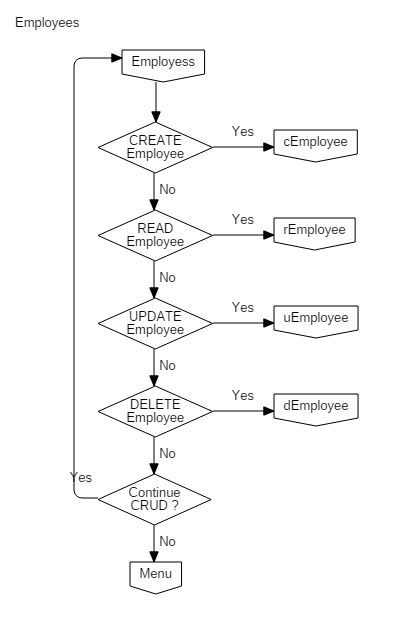 Employees
Employess
CREATE
Employee
Yes
cEmployee
No
READ
Employee
Yes
rEmployee
No
UPDATE
Employee
Yes
uEmployee
No
DELETE
Employee
Yes
dEmployee
No
Yes
Continue
CRUD ?
No
Menu